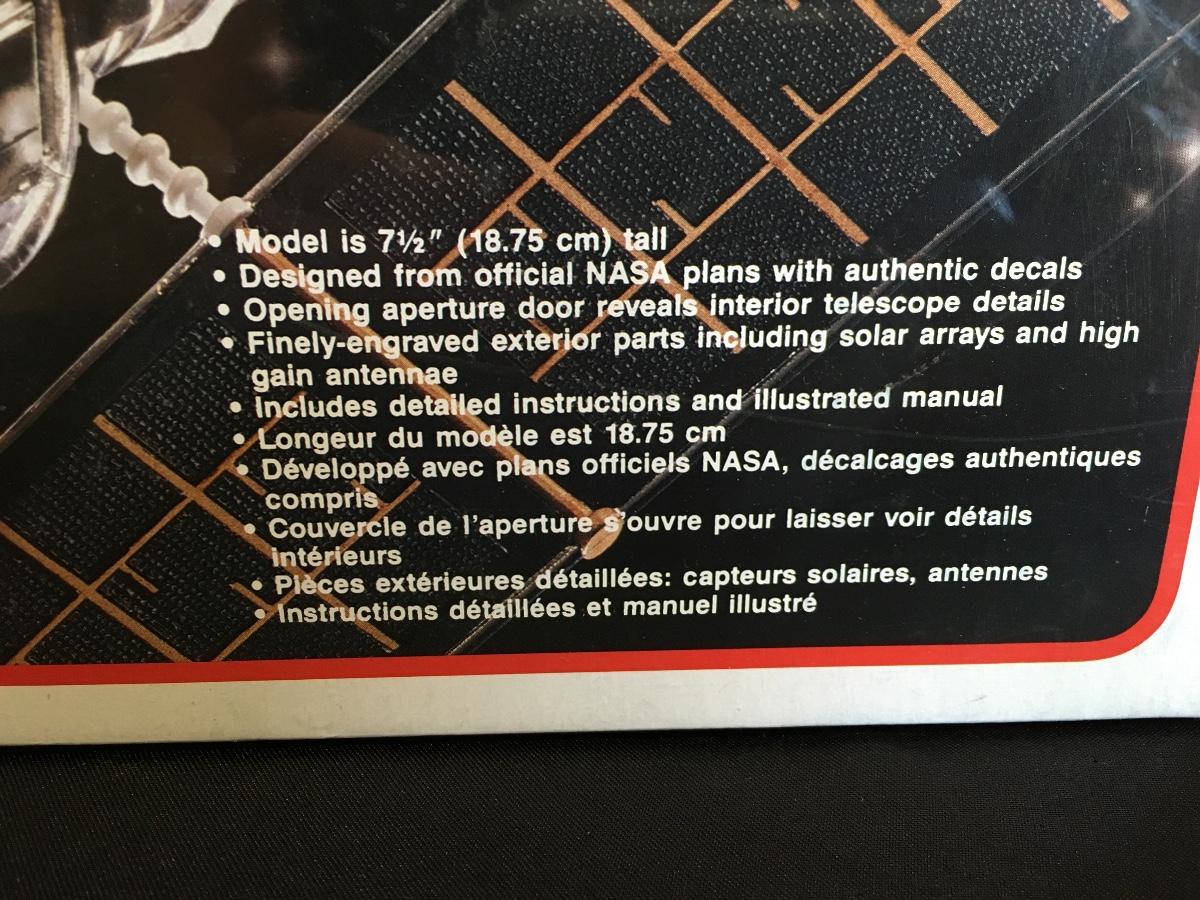 • Model is 7½" (18.75 cm) tall
• Designed from official NASA plans with authentic decals
• Opening aperture door reveals interior telescope details
• Finely-engraved exterior parts including solar arrays and high
gain antennae
• Includes detailed instructions and illustrated manual
• Longeur du modèle est 18.75 cm
• Développé avec plans officiels NASA, décalcages authentiques
compris
• Couvercle de l'aperture s'ouvre pour laisser voir détails
intérieurs
• Pièces extérieures détaillées: capteurs solaires, antennes
• Instructions détaillées et manuel illustré